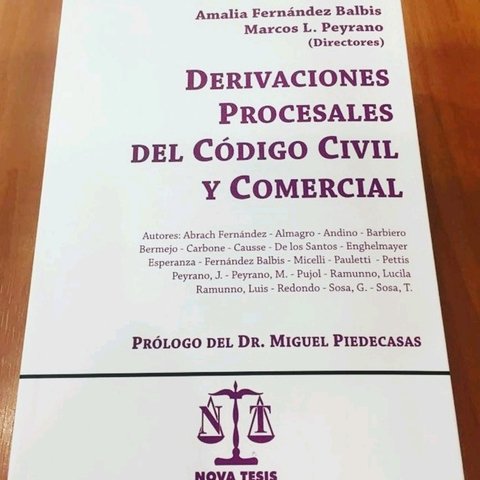 Amalia Fernández Balbis
Marcos L. Peyrano
(Directores)
DERIVACIONES
PROCESALES
DEL CÓDIGO CIVIL
Y COMERCIAL
Autores: Abrach Fernández - Almagro - Andino - Barbiero
Bermejo - Carbone - Causse - De los Santos - Enghelmayer
Esperanza - Fernández Balbis - Micelli - Pauletti - Pettis
Peyrano, J. - Peyrano, M. - Pujol - Ramunno, Lucila
Ramunno, Luis - Redondo - Sosa, G. - Sosa, T.
PRÓLOGO DEL DR. MIGUEL PIEDECASAS
N T
NOVA TESIS